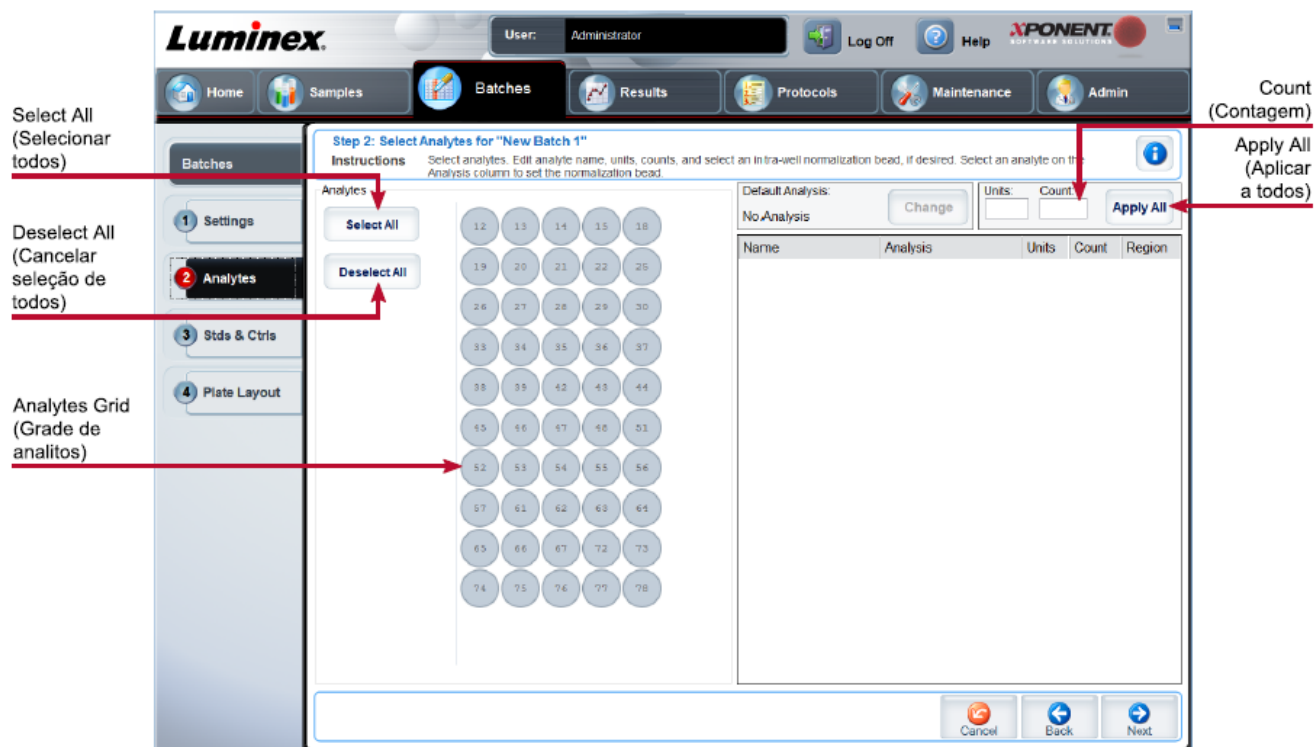 Luminex.
User: Administrator
Log Off
Help
XPONENT.
SOFTWARE SOLUTIONS
Home
Samples
Batches
Results
Protocols
Maintenance
Admin
Select All
(Selecionar
todos)
Deselect All
(Cancelar
seleção de
todos)
Analytes Grid
(Grade de
analitos)
Count
(Contagem)
Apply All
(Aplicar
a todos)
Batches
1 Settings
2 Analytes
3 Stds & Ctrls
4 Plate Layout
Step 2: Select Analytes for "New Batch 1"
Instructions Select analytes. Edit analyte name, units, counts, and select an intra-well normalization bead, if desired. Select an analyte on the
Analysis column to set the normalization bead.
Analytes
Select All
Deselect All
12 13 14 15 18
19 20 21 22 25
26 27 28 29 30
33 34 35 36 37
38 39 42 43 44
45 46 47 48 51
52 53 54 55 56
57 61 62 63 64
65 66 67 72 73
74 75 76 77 78
Default Analysis:
No Analysis
Change
Units: Count:
Apply All
Name Analysis Units Count Region
Cancel
Back
Next